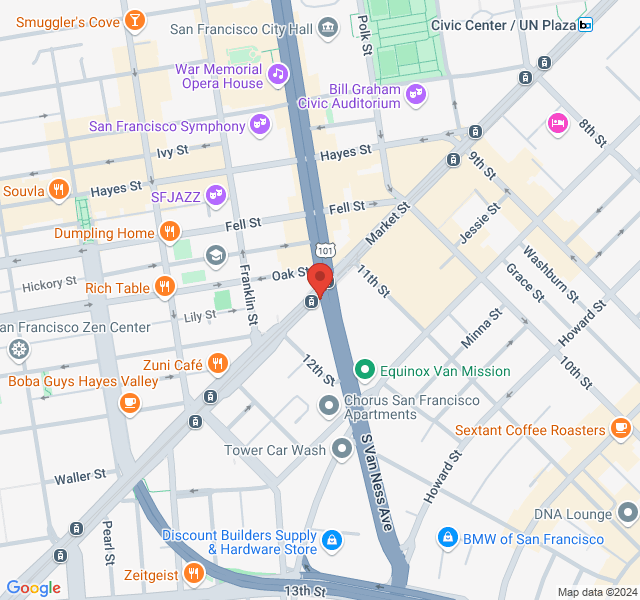 Smuggler's Cove
San Francisco City Hall
Polk St
Civic Center / UN Plaza
War Memorial
Opera House
Bill Graham
Civic Auditorium
San Francisco Symphony
8th St
Ivy St
Hayes St
9th St
Souvla
Hayes St
SFJAZZ
Fell St
Fell St
Market St
Jessie St
Dumpling Home
101
Washburn St
Hickory St
Oak St
11th St
Grace St
Rich Table
Franklin St
Howard St
Lily St
Minna St
an Francisco Zen Center
Zuni Café
12th St
Equinox Van Mission
10th St
Boba Guys Hayes Valley
Chorus San Francisco
Apartments
Sextant Coffee Roasters
Tower Car Wash
S Van Ness Ave
Howard St
Waller St
DNA Lounge
Pearl St
Discount Builders Supply
& Hardware Store
BMW of San Francisco
Zeitgeist
13th St
Google
Map data ©2024